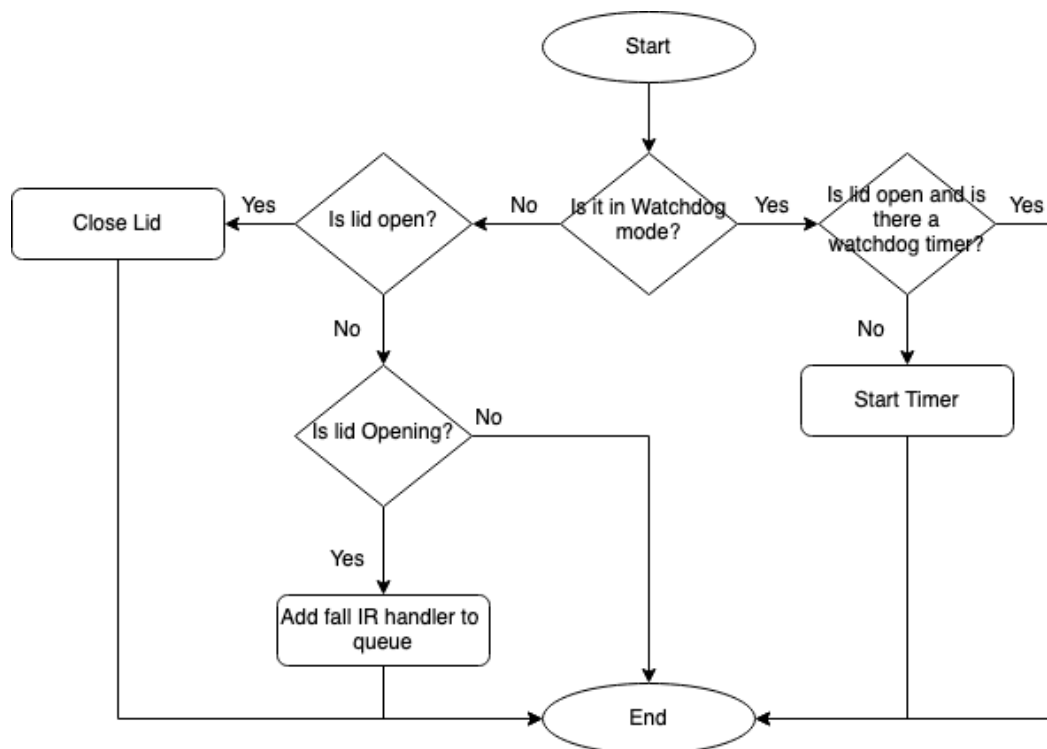 Start
Is it in Watchdog
mode?
No
Yes
Is lid open?
Yes
Close Lid
Is lid open and is
there a
watchdog timer?
Yes
No
No
Start Timer
Is lid Opening?
No
Yes
Add fall IR handler to
queue
End